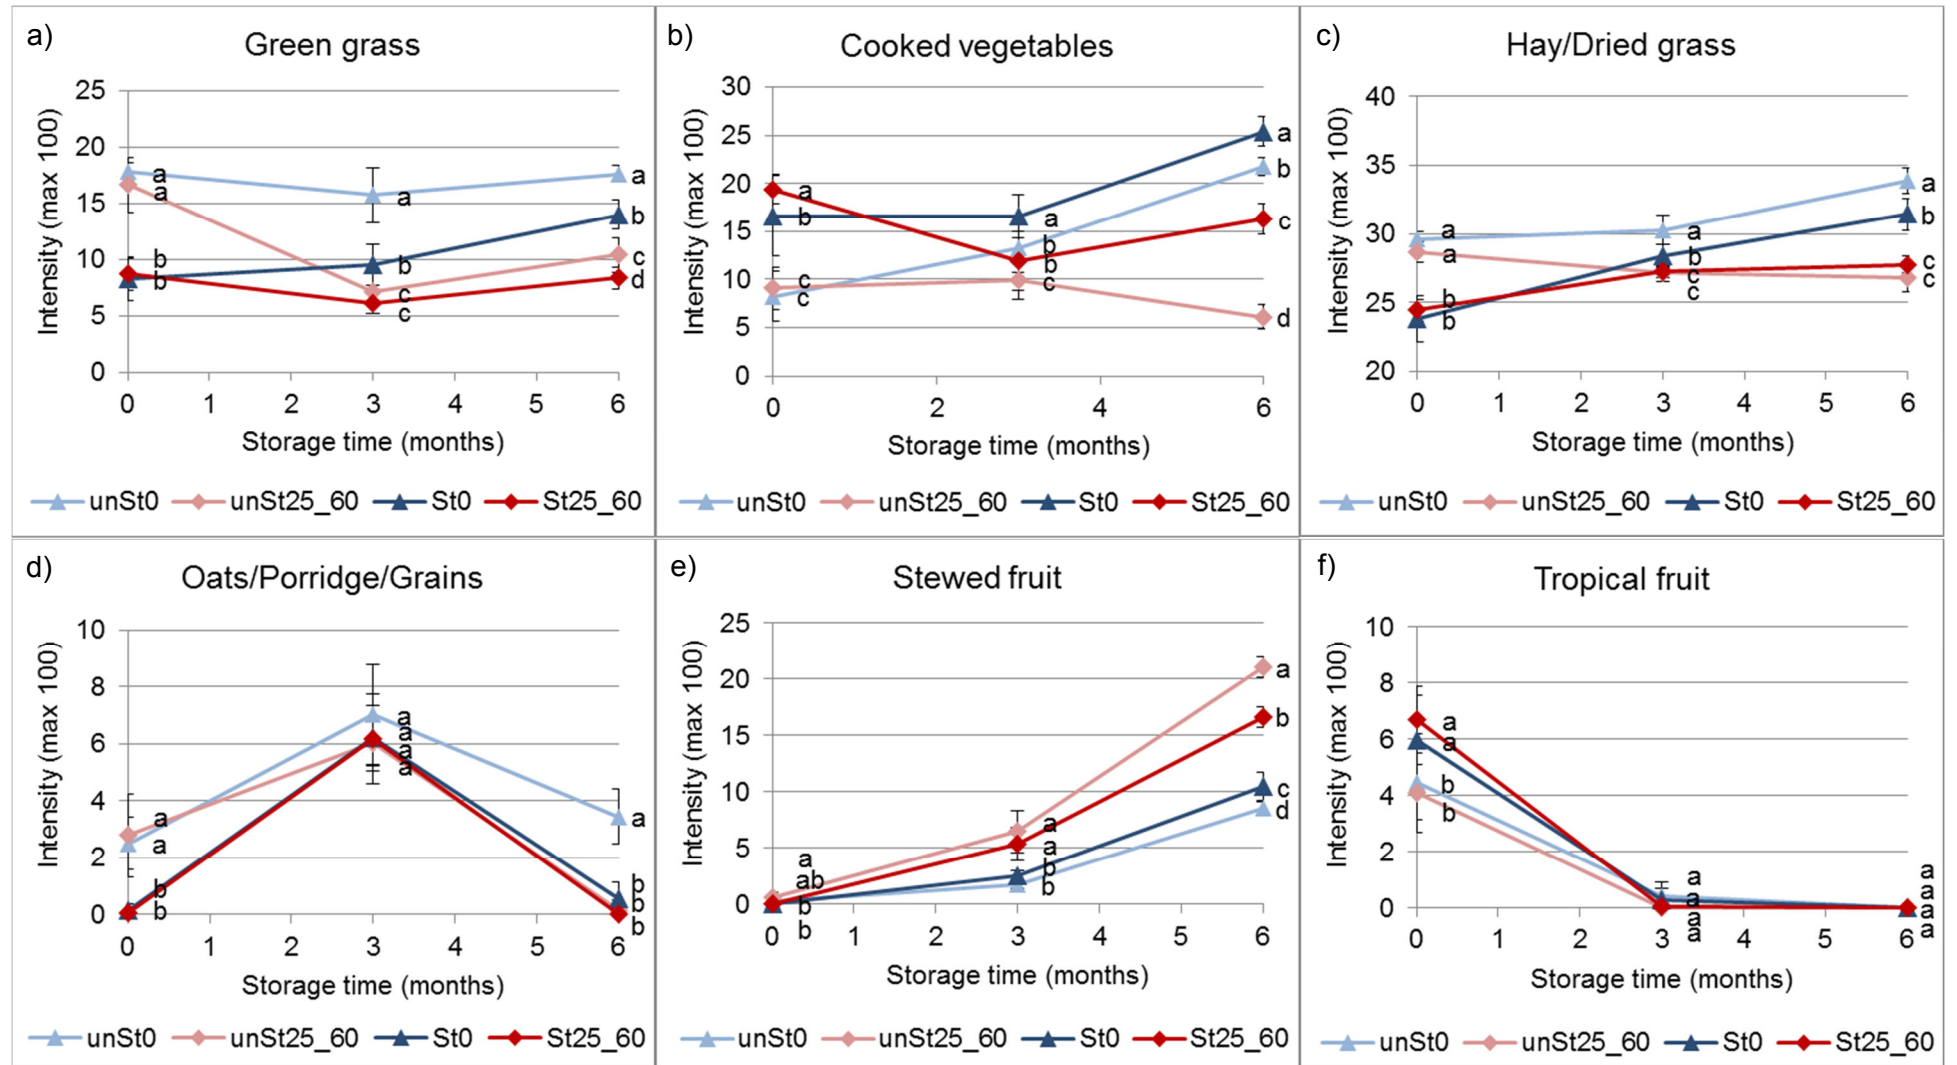 a)
Green grass
Intensity (max 100)
25
20
15
10
5
0
a
a
b
b
a
b
c
c
a
b
c
d
0 1 2 3 4 5 6
Storage time (months)
unSt0 unSt25_60 St0 St25_60
b)
Cooked vegetables
Intensity (max 100)
30
25
20
15
10
5
0
a
b
c
c
a
b
b
c
a
b
c
d
0 2 4 6
Storage time (months)
unSt0 unSt25_60 St0 St25_60
c)
Hay/Dried grass
Intensity (max 100)
40
35
30
25
20
a
a
b
b
a
b
c
c
a
b
c
c
0 1 2 3 4 5 6
Storage time (months)
unSt0 unSt25_60 St0 St25_60
d)
Oats/Porridge/Grains
Intensity (max 100)
10
8
6
4
2
0
a
a
b
b
a
a
a
a
a
b
b
b
0 1 2 3 4 5 6
Storage time (months)
unSt0 unSt25_60 St0 St25_60
e)
Stewed fruit
Intensity (max 100)
25
20
15
10
5
0
a
ab
b
b
a
a
b
b
a
b
c
d
0 1 2 3 4 5 6
Storage time (months)
unSt0 unSt25_60 St0 St25_60
f)
Tropical fruit
Intensity (max 100)
10
8
6
4
2
0
a
a
b
b
a
a
a
a
a
a
a
a
0 1 2 3 4 5 6
Storage time (months)
unSt0 unSt25_60 St0 St25_60